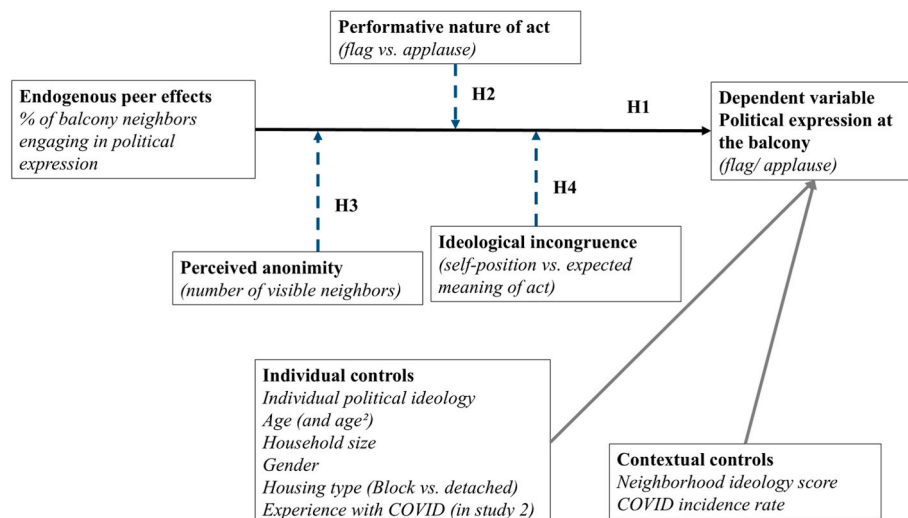 Performative nature of act
(flag vs. applause)
H2
H1
Endogenous peer effects
% of balcony neighbors
engaging in political
expression
Dependent variable
Political expression at
the balcony
(flag/ applause)
H3
H4
Perceived anonimity
(number of visible neighbors)
Ideological incongruence
(self-position vs. expected
meaning of act)
Individual controls
Individual political ideology
Age (and age²)
Household size
Gender
Housing type (Block vs. detached)
Experience with COVID (in study 2)
Contextual controls
Neighborhood ideology score
COVID incidence rate